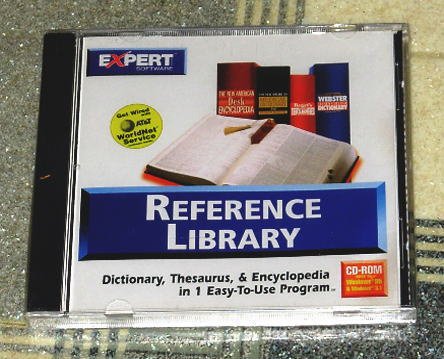 EXPERT
SOFTWARE
THE NEW AMERICAN
Desk
ENCYCLOPEDIA
Roget's
WEBSTER
DICTIONARY
Get Wired
with
AT&T
WorldNet
Service
REFERENCE
LIBRARY
Dictionary, Thesaurus, & Encyclopedia
in 1 Easy-To-Use Program
CD-ROM
Windows 95
& Windows 3.1